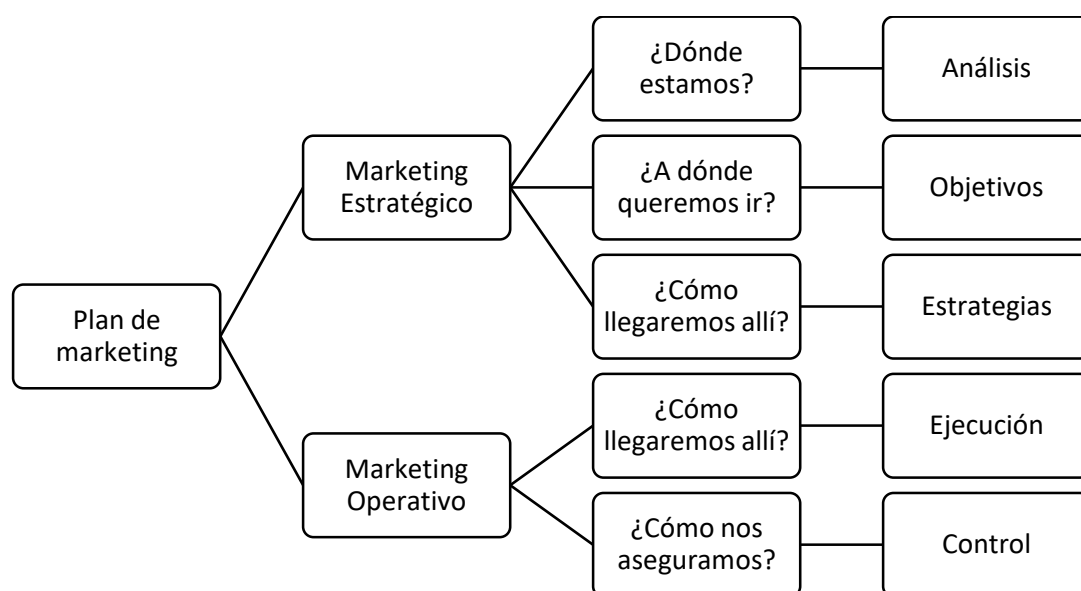 Plan de
marketing
Marketing
Estratégico
¿Dónde
estamos?
Análisis
¿A dónde
queremos ir?
Objetivos
¿Cómo
llegaremos allí?
Estrategias
Marketing
Operativo
¿Cómo
llegaremos allí?
Ejecución
¿Cómo nos
aseguramos?
Control